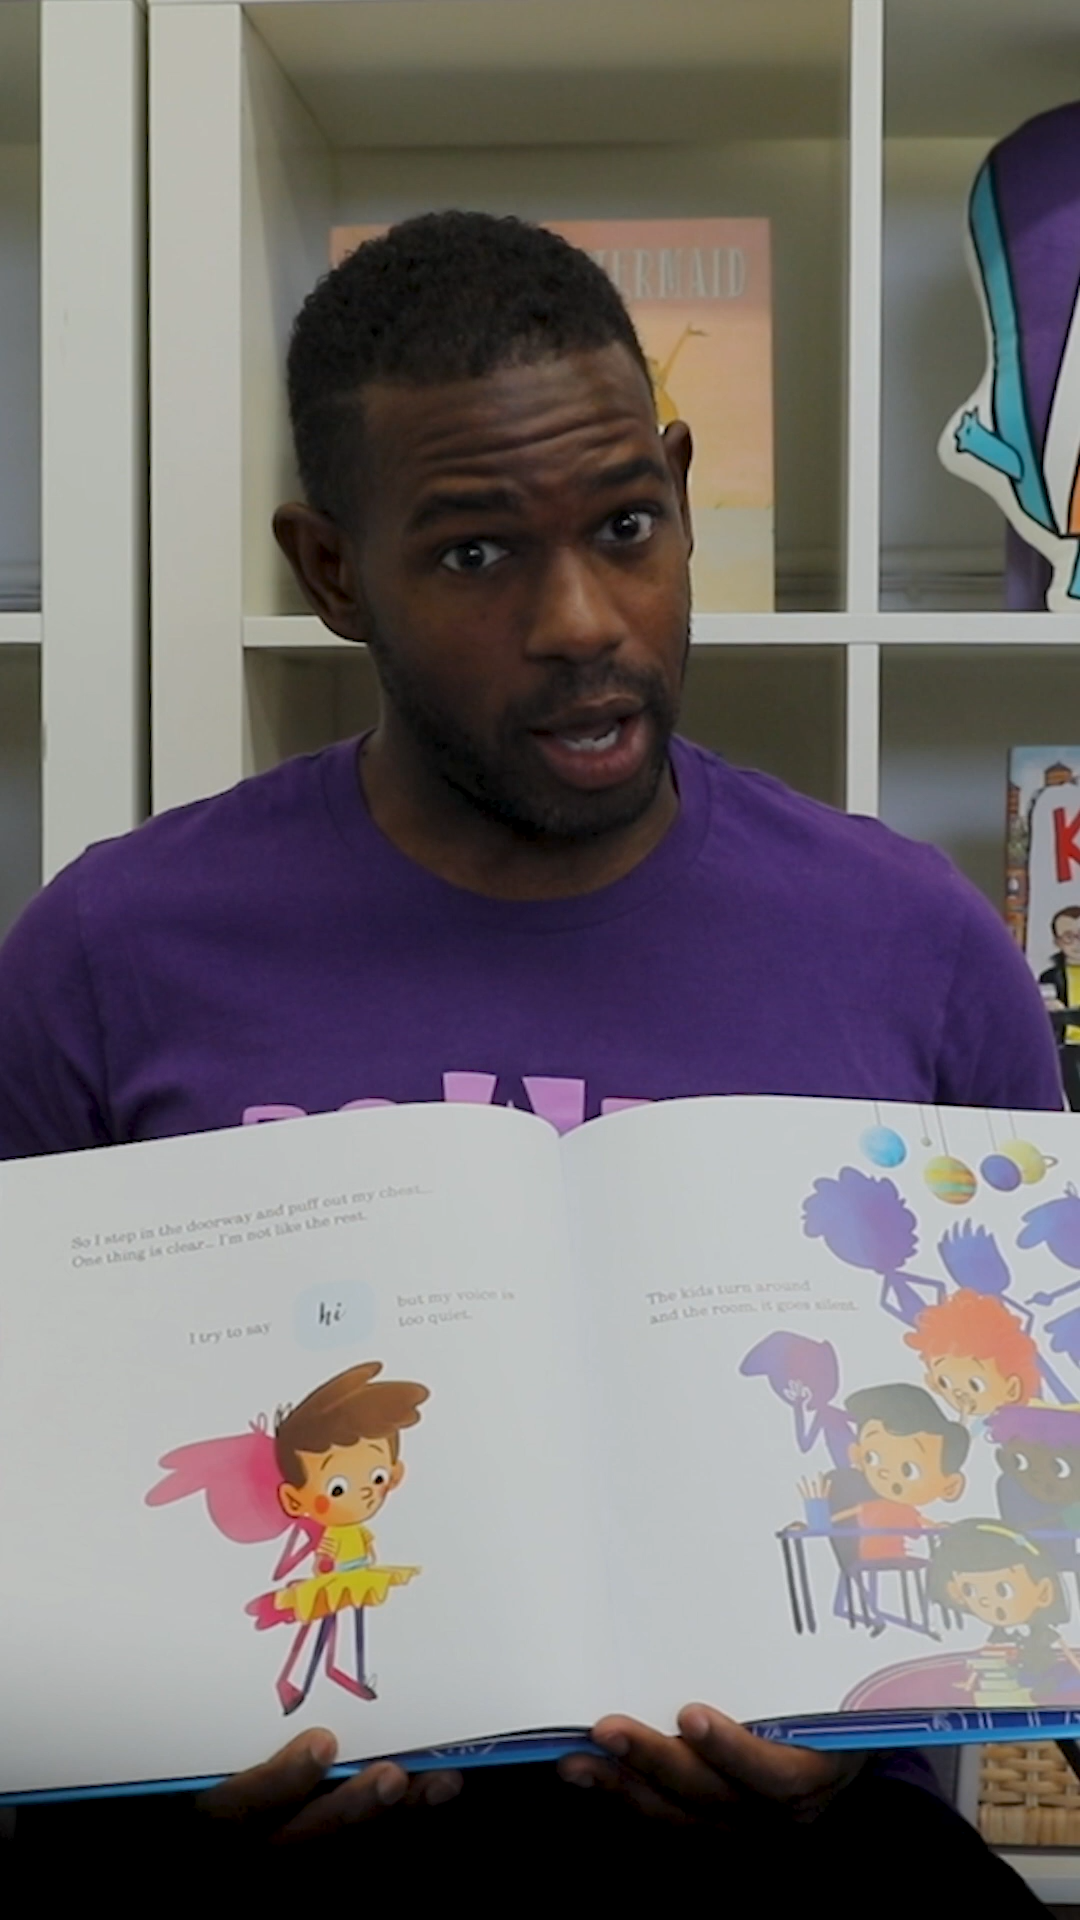 ERMAID
K
So I step in the doorway and puff out my chest...
One thing is clear... I'm not like the rest.
I try to say
hi
but my voice is
too quiet.
The kids turn around
and the room, it goes silent.